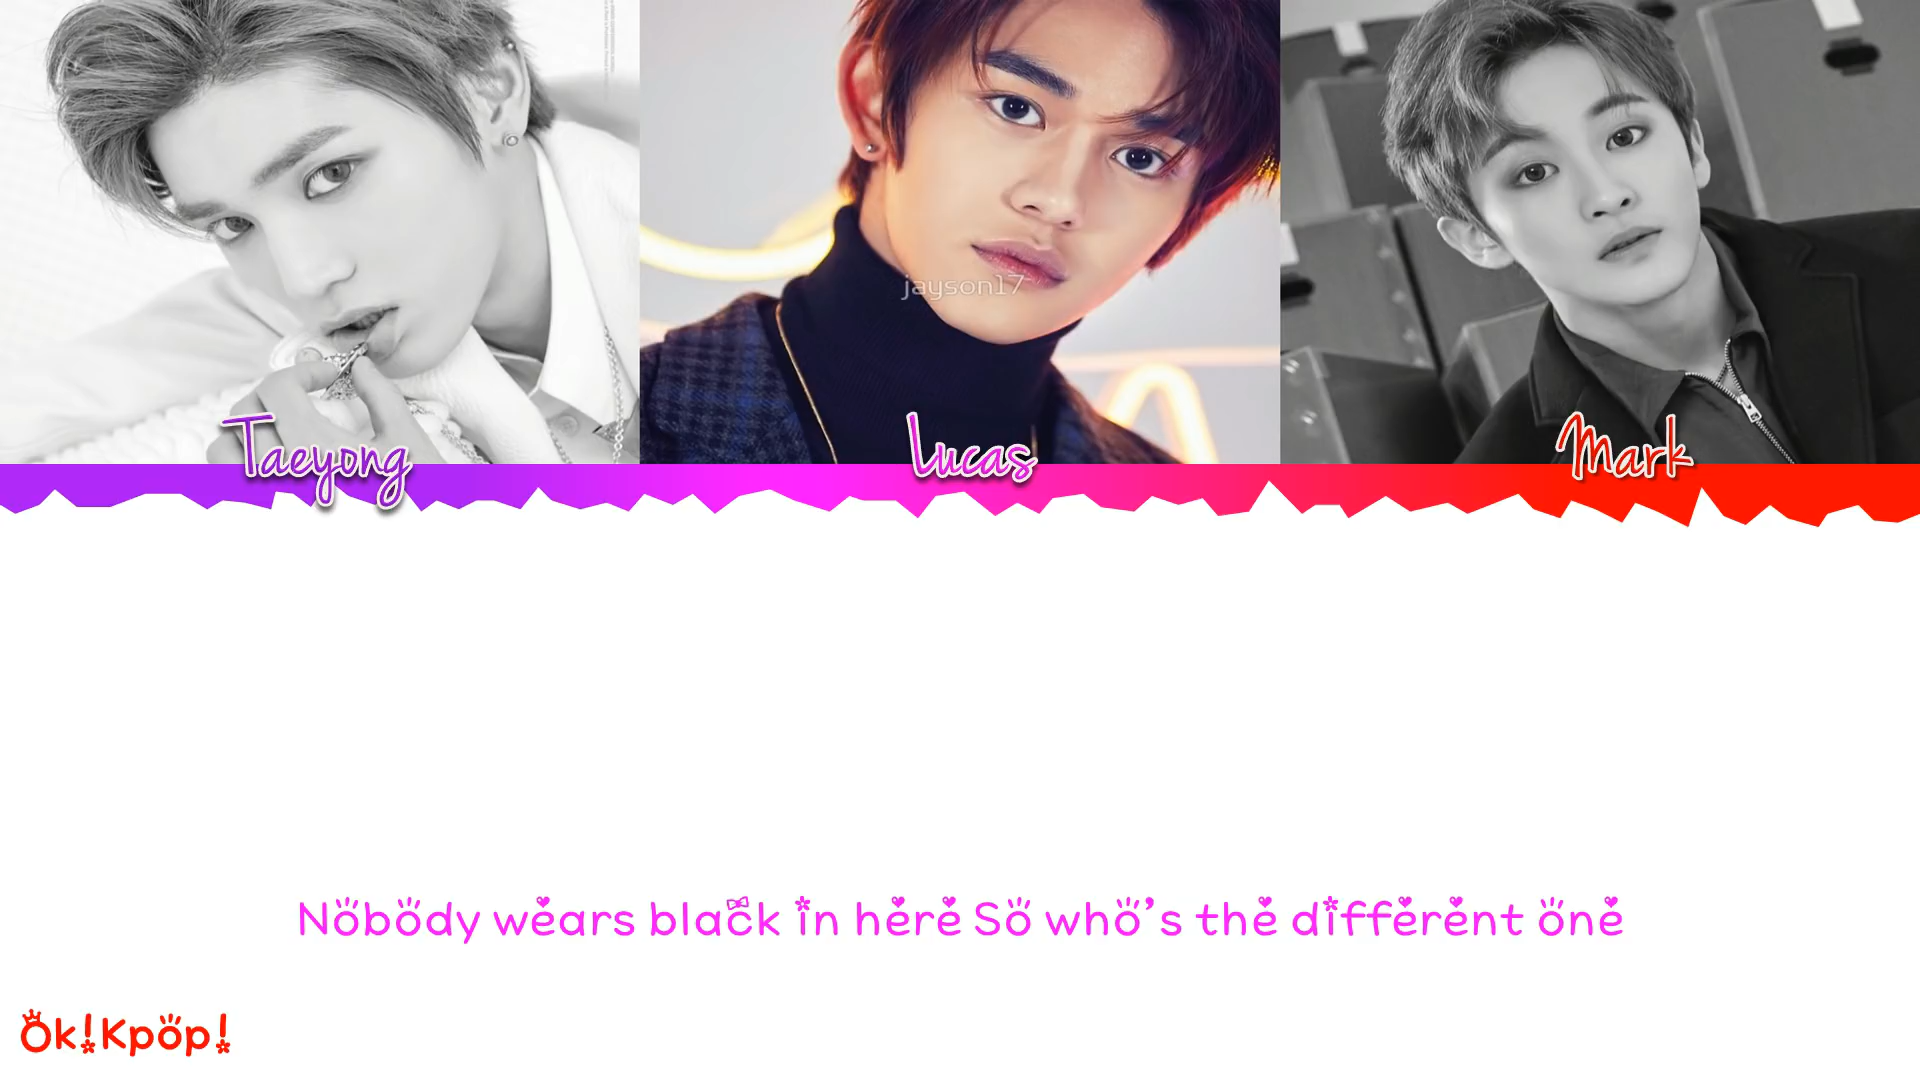 jayson17
Taeyong
Lucas
Mark
Nobody wears black in here So who's the different one
Ok!Kpop!